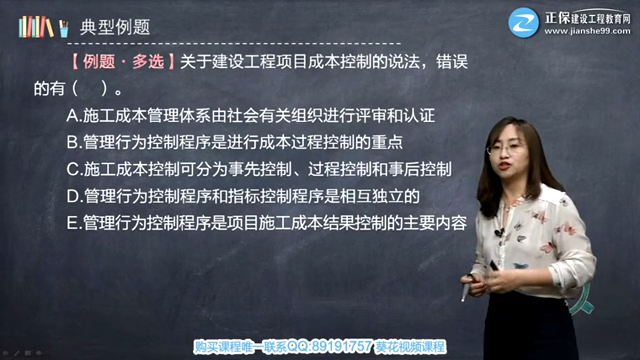 典型例题
正保建设工程教育网
www.jianshe99.com
【例题·多选】关于建设工程项目成本控制的说法，错误
的有（　）。
A.施工成本管理体系由社会有关组织进行评审和认证
B.管理行为控制程序是进行成本过程控制的重点
C.施工成本控制可分为事先控制、过程控制和事后控制
D.管理行为控制程序和指标控制程序是相互独立的
E.管理行为控制程序是项目施工成本结果控制的主要内容
购买课程唯一联系QQ:89191757 葵花视频课程